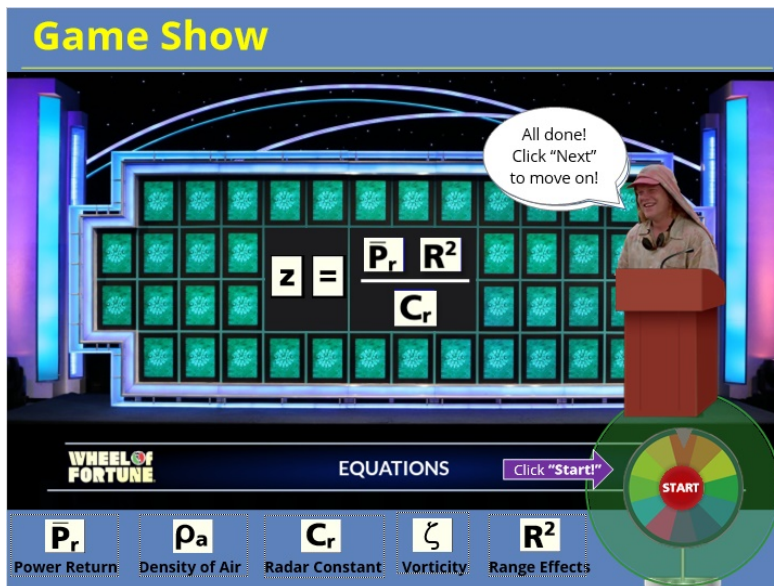 Game Show
All done!
Click “Next”
to move on!
z = P̅ᵣ R²
Cᵣ
WHEEL OF
FORTUNE
EQUATIONS
Click “Start!”
START
P̅ᵣ
Power Return
ρₐ
Density of Air
Cᵣ
Radar Constant
ζ
Vorticity
R²
Range Effects